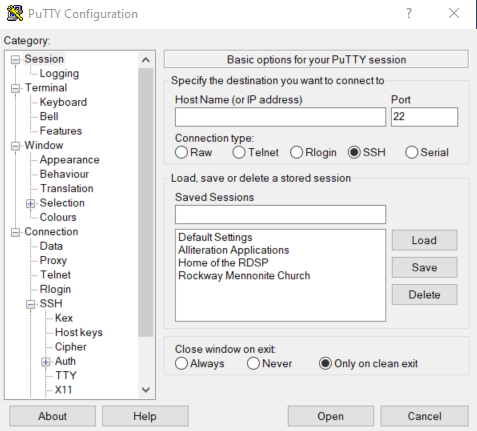 PuTTY Configuration
Category:
Session
Logging
Terminal
Keyboard
Bell
Features
Window
Appearance
Behaviour
Translation
Selection
Colours
Connection
Data
Proxy
Telnet
Rlogin
SSH
Kex
Host keys
Cipher
Auth
TTY
X11
Basic options for your PuTTY session
Specify the destination you want to connect to
Host Name (or IP address) Port
22
Connection type:
Raw Telnet Rlogin SSH Serial
Load, save or delete a stored session
Saved Sessions
Default Settings
Alliteration Applications
Home of the RDSP
Rockway Mennonite Church
Load
Save
Delete
Close window on exit:
Always Never Only on clean exit
About Help Open Cancel